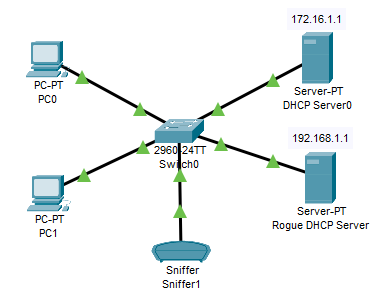 172.16.1.1
PC-PT
PC0
Server-PT
DHCP Server0
2960-24TT
Switch0
192.168.1.1
PC-PT
PC1
Server-PT
Rogue DHCP Server
Sniffer
Sniffer1